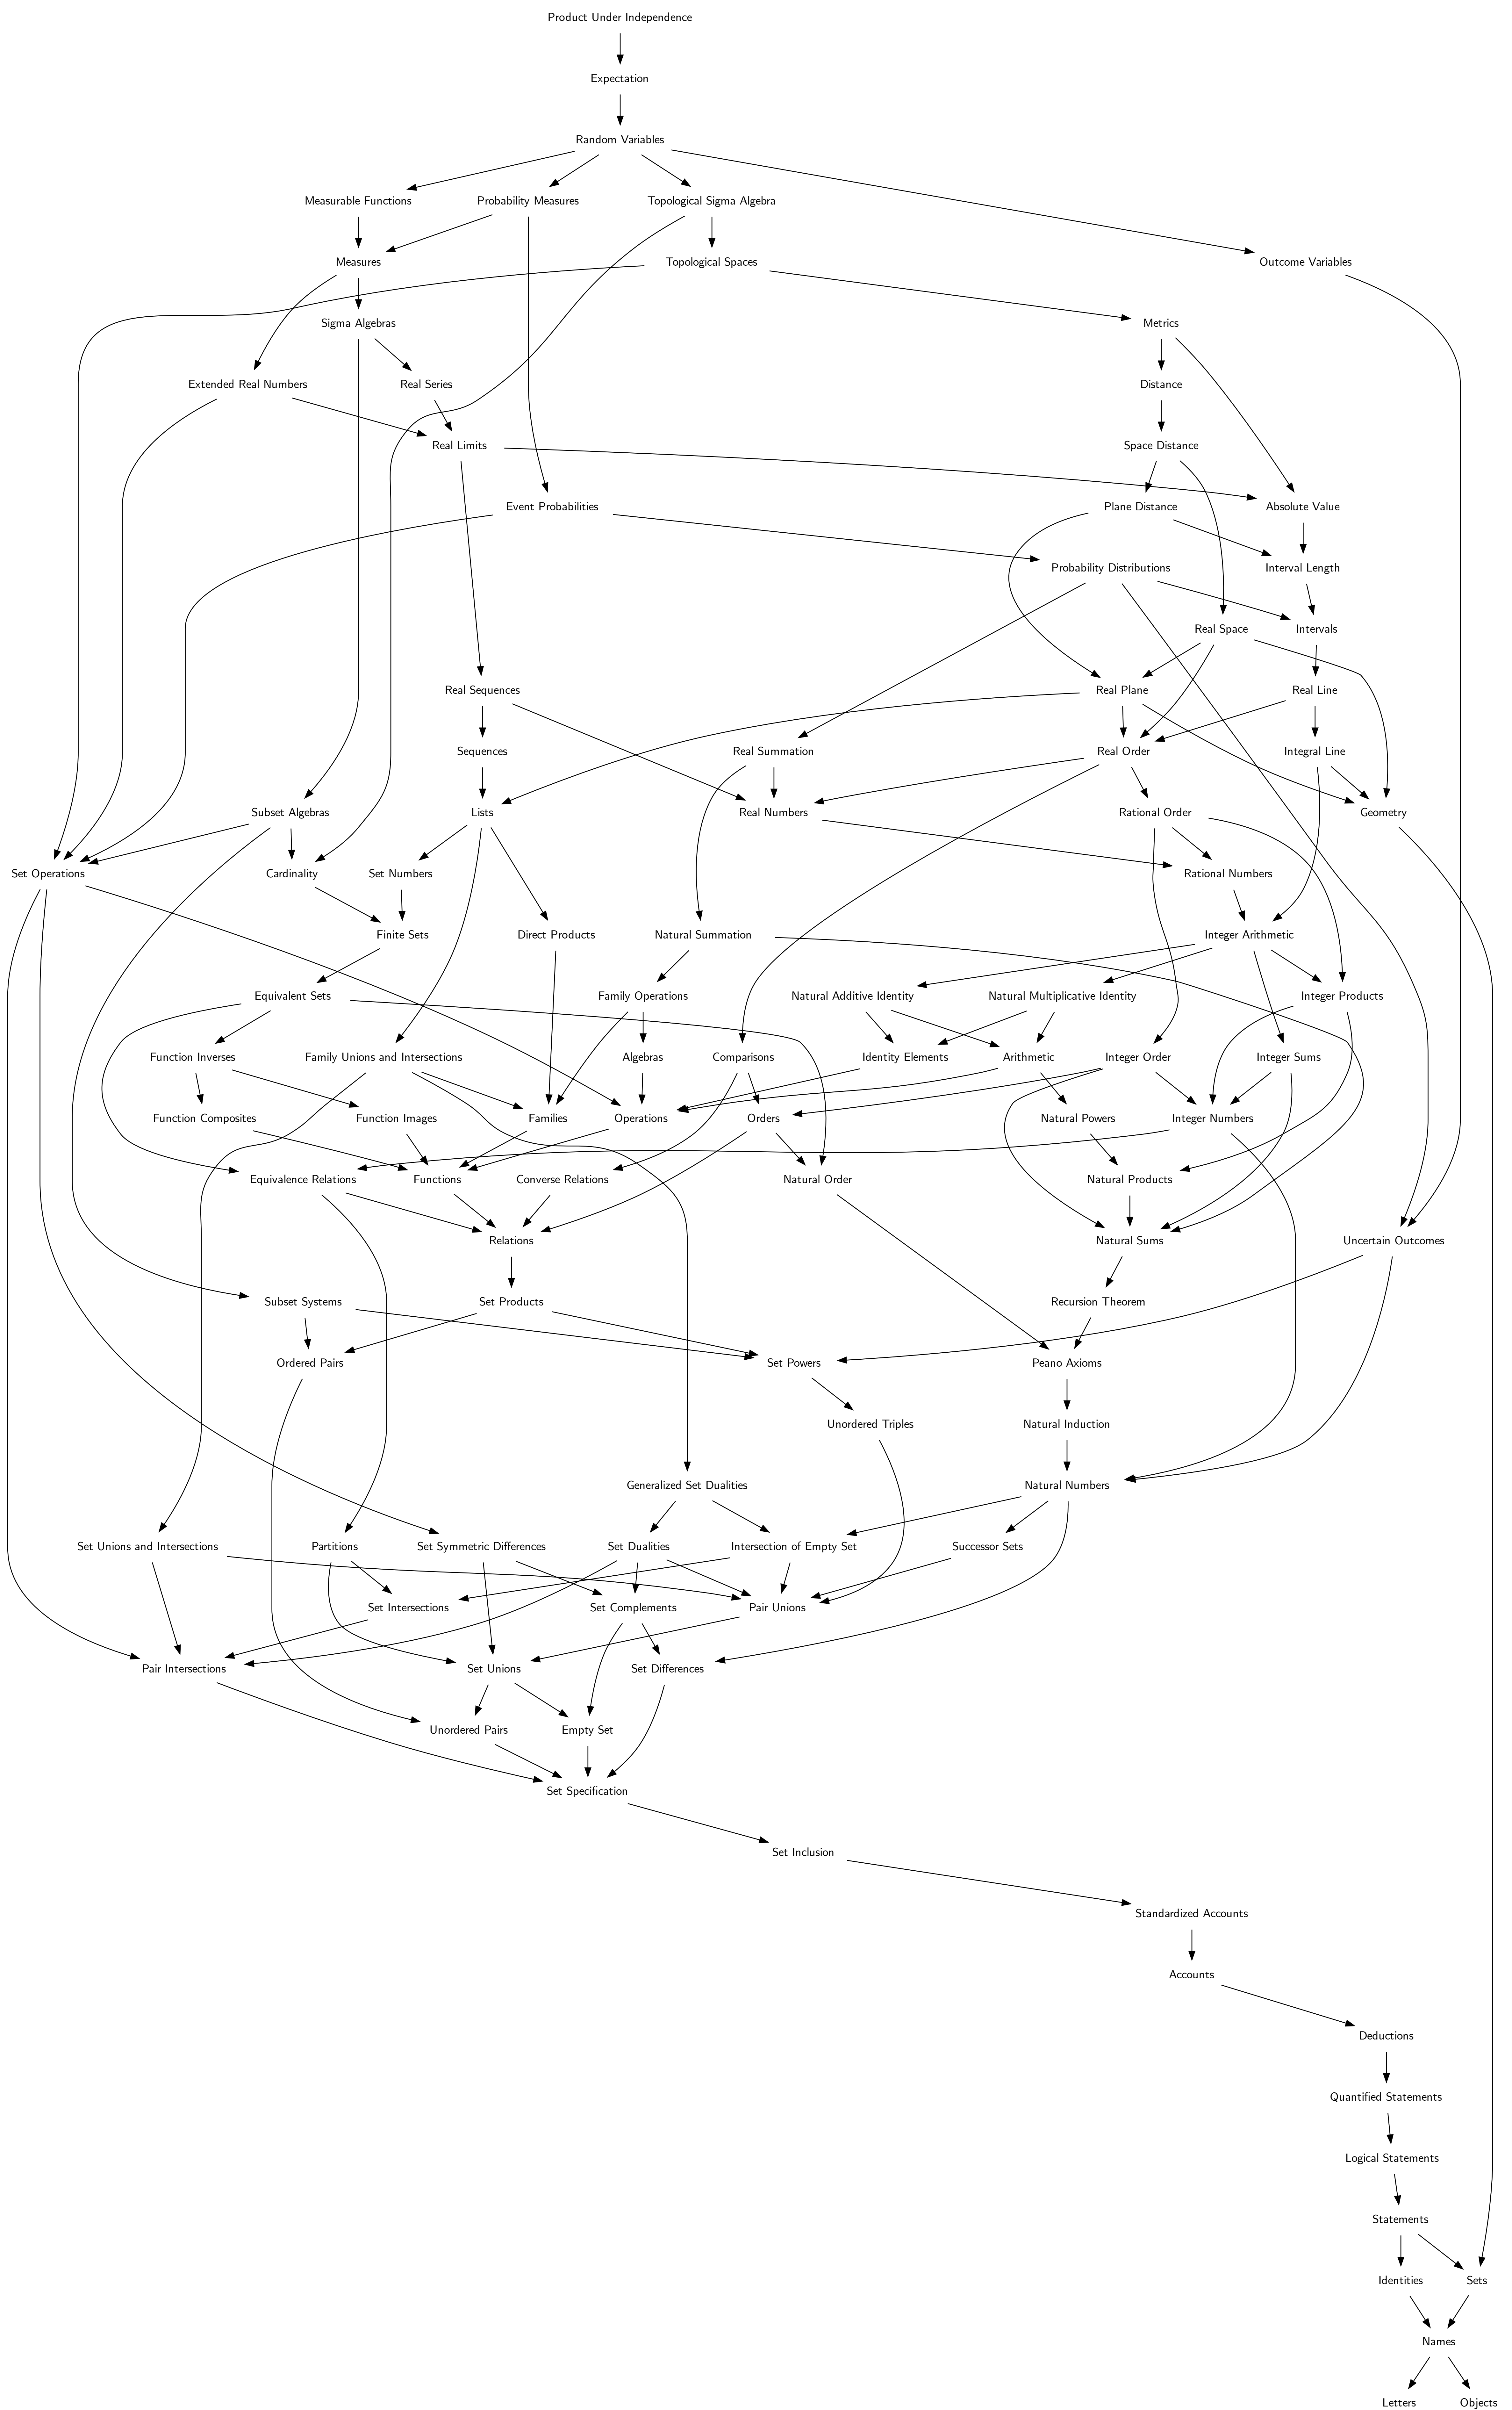 Product Under Independence
Expectation
Random Variables
Measurable Functions
Probability Measures
Topological Sigma Algebra
Measures
Topological Spaces
Outcome Variables
Sigma Algebras
Metrics
Extended Real Numbers
Real Series
Distance
Real Limits
Space Distance
Event Probabilities
Plane Distance
Absolute Value
Probability Distributions
Interval Length
Real Space
Intervals
Real Sequences
Real Plane
Real Line
Sequences
Real Summation
Real Order
Integral Line
Subset Algebras
Lists
Real Numbers
Rational Order
Geometry
Set Operations
Cardinality
Set Numbers
Rational Numbers
Finite Sets
Direct Products
Natural Summation
Integer Arithmetic
Equivalent Sets
Family Operations
Natural Additive Identity
Natural Multiplicative Identity
Integer Products
Function Inverses
Family Unions and Intersections
Algebras
Comparisons
Identity Elements
Arithmetic
Integer Order
Integer Sums
Function Composites
Function Images
Families
Operations
Orders
Natural Powers
Integer Numbers
Equivalence Relations
Functions
Converse Relations
Natural Order
Natural Products
Relations
Natural Sums
Uncertain Outcomes
Subset Systems
Set Products
Recursion Theorem
Ordered Pairs
Set Powers
Peano Axioms
Unordered Triples
Natural Induction
Generalized Set Dualities
Natural Numbers
Set Unions and Intersections
Partitions
Set Symmetric Differences
Set Dualities
Intersection of Empty Set
Successor Sets
Set Intersections
Set Complements
Pair Unions
Pair Intersections
Set Unions
Set Differences
Unordered Pairs
Empty Set
Set Specification
Set Inclusion
Standardized Accounts
Accounts
Deductions
Quantified Statements
Logical Statements
Statements
Identities
Sets
Names
Letters
Objects